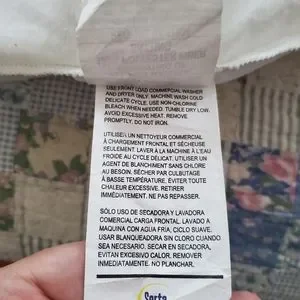 USE FRONT LOAD COMMERCIAL WASHER
AND DRYER ONLY. MACHINE WASH COLD
DELICATE CYCLE. USE NON-CHLORINE
BLEACH WHEN NEEDED. TUMBLE DRY LOW.
AVOID EXCESSIVE HEAT. REMOVE
PROMPTLY. DO NOT IRON.
UTILISER UN NETTOYEUR COMMERCIAL
À CHARGEMENT FRONTAL ET SÉCHEUSE
SEULEMENT. LAVER À LA MACHINE À L'EAU
FROIDE AU CYCLE DÉLICAT. UTILISER UN
AGENT DE BLANCHIMENT SANS CHLORE
AU BESOIN. SÉCHER PAR CULBUTAGE
À BASSE TEMPÉRATURE. ÉVITER TOUTE
CHALEUR EXCESSIVE. RETIRER
IMMÉDIATEMENT. NE PAS REPASSER.
SÓLO USO DE SECADORA Y LAVADORA
COMERCIAL CARGA FRONTAL. LAVADO A
MAQUINA CON AGUA FRÍA, CICLO SUAVE.
USAR BLANQUEADORA SIN CLORO CUANDO
SEA NECESARIO. SECAR EN SECADORA,
EVITAN EXCESIVO CALOR. REMOVER
INMEDIATAMENTE. NO PLANCHAR.
Serta